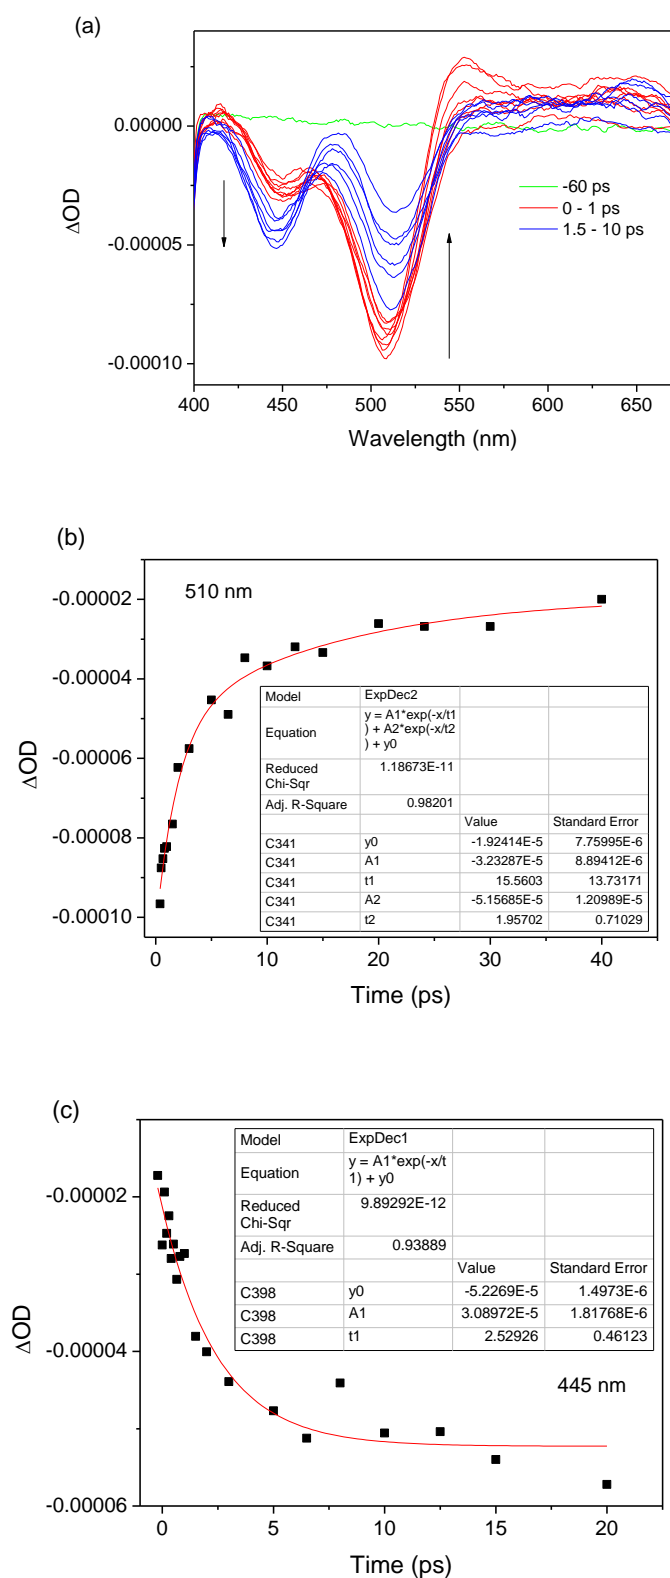 (a)
0.00000
-0.00005
-0.00010
ΔOD
-60 ps
0 - 1 ps
1.5 - 10 ps
400 450 500 550 600 650
Wavelength (nm)
(b)
510 nm
-0.00002
-0.00004
-0.00006
-0.00008
-0.00010
ΔOD
Model ExpDec2
Equation y = A1*exp(-x/t1
) + A2*exp(-x/t2
) + y0
Reduced 1.18673E-11
Chi-Sqr
Adj. R-Square 0.98201
Value Standard Error
C341 y0 -1.92414E-5 7.75995E-6
C341 A1 -3.23287E-5 8.89412E-6
C341 t1 15.5603 13.73171
C341 A2 -5.15685E-5 1.20989E-5
C341 t2 1.95702 0.71029
0 10 20 30 40
Time (ps)
(c)
-0.00002
-0.00004
-0.00006
ΔOD
Model ExpDec1
Equation y = A1*exp(-x/t
1) + y0
Reduced 9.89292E-12
Chi-Sqr
Adj. R-Square 0.93889
Value Standard Error
C398 y0 -5.2269E-5 1.4973E-6
C398 A1 3.08972E-5 1.81768E-6
C398 t1 2.52926 0.46123
445 nm
0 5 10 15 20
Time (ps)